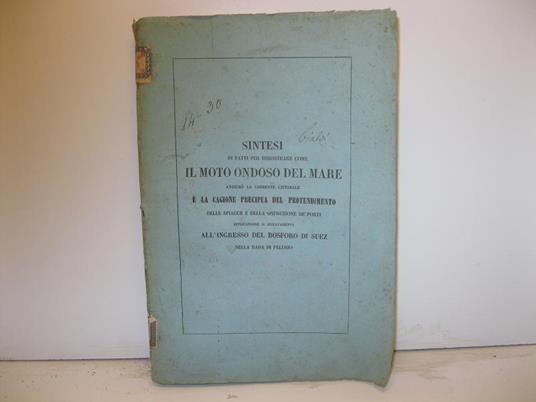 14-30
Cialdi
SINTESI
DI FATTI PER DIMOSTRARE COME
IL MOTO ONDOSO DEL MARE
ANZICHÈ LA CORRENTE LITTORALE
È LA CAGIONE PRECIPUA DEL PROTENDIMENTO
DELLE SPIAGGE E DELLA OSTRUZIONE DE' PORTI
APPLICAZIONE E
ALL'INGRESSO DEL BOSFORO DI SUEZ
NELLA RADA DI PELUSIO